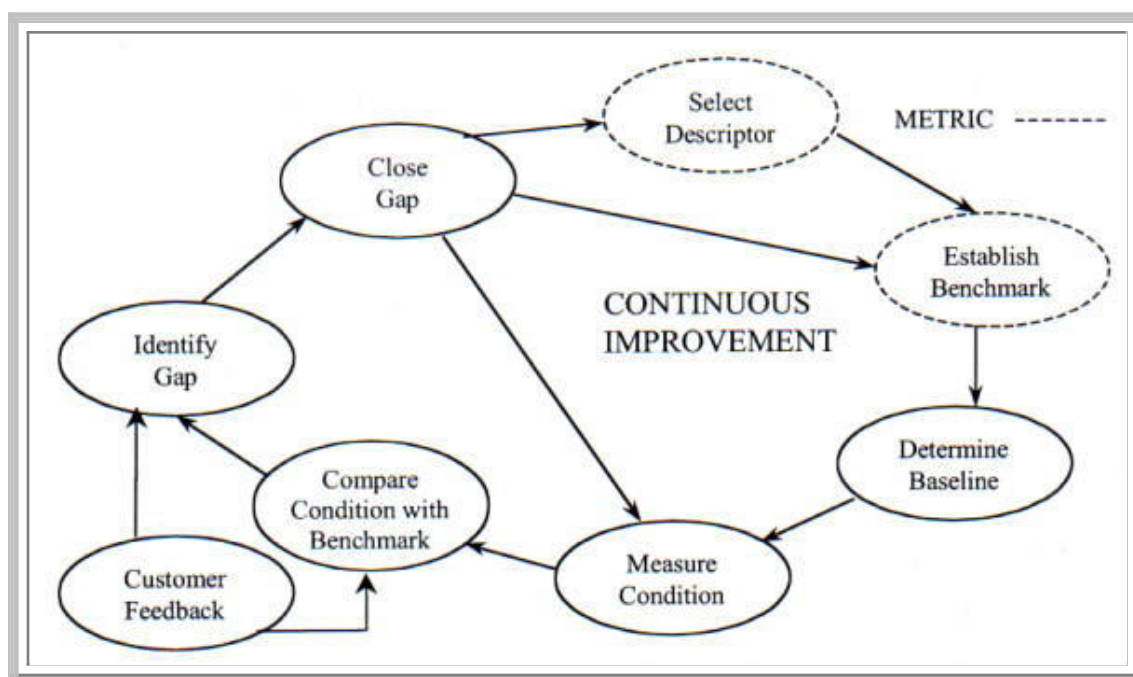 Select
Descriptor
METRIC
Close
Gap
Establish
Benchmark
CONTINUOUS
IMPROVEMENT
Identify
Gap
Determine
Baseline
Compare
Condition with
Benchmark
Measure
Condition
Customer
Feedback